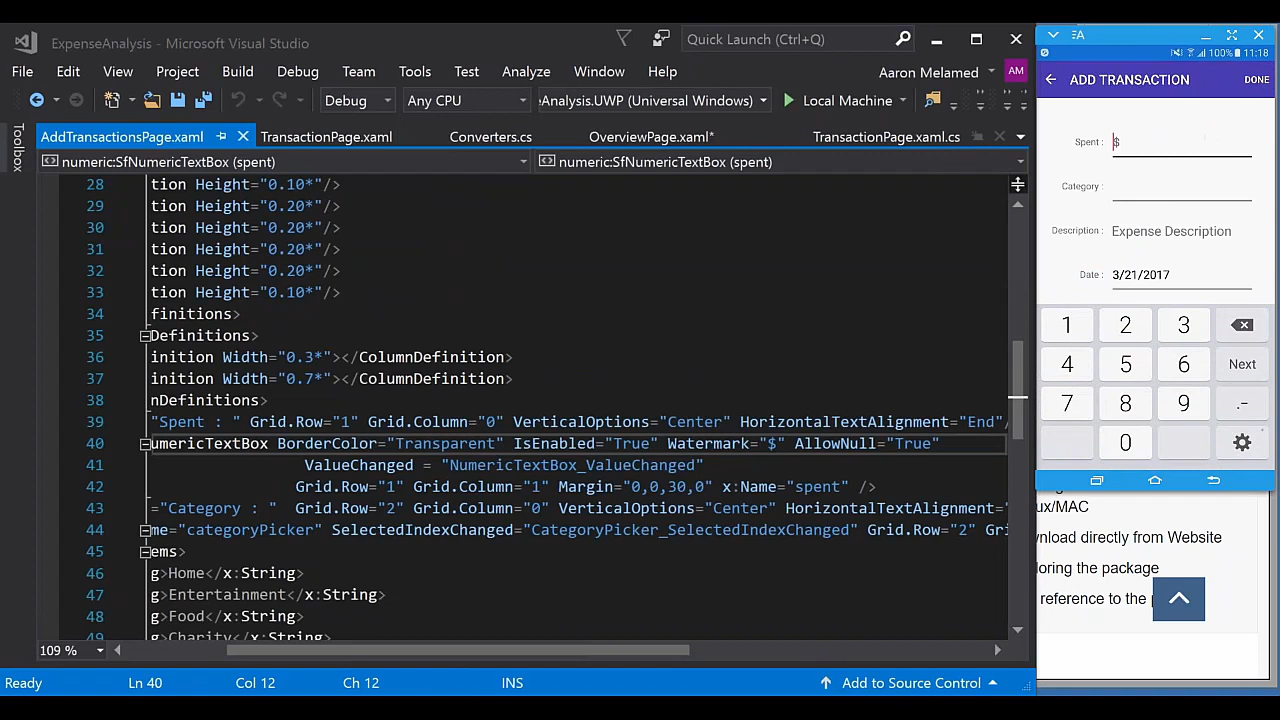 ExpenseAnalysis - Microsoft Visual Studio
Quick Launch (Ctrl+Q)
File Edit View Project Build Debug Team Tools Test Analyze Window Help
Aaron Melamed AM
Debug Any CPU Analysis.UWP (Universal Windows) Local Machine
Toolbox
AddTransactionsPage.xaml TransactionPage.xaml Converters.cs OverviewPage.xaml* TransactionPage.xaml.cs
numeric:SfNumericTextBox (spent) numeric:SfNumericTextBox (spent)
28 tion Height="0.10*"/>
29 tion Height="0.20*"/>
30 tion Height="0.20*"/>
31 tion Height="0.20*"/>
32 tion Height="0.20*"/>
33 tion Height="0.10*"/>
34 finitions>
35 Definitions>
36 inition Width="0.3*"></ColumnDefinition>
37 inition Width="0.7*"></ColumnDefinition>
38 nDefinitions>
39 "Spent : " Grid.Row="1" Grid.Column="0" VerticalOptions="Center" HorizontalTextAlignment="End"/
40 umericTextBox BorderColor="Transparent" IsEnabled="True" Watermark="$" AllowNull="True"
41 ValueChanged = "NumericTextBox_ValueChanged"
42 Grid.Row="1" Grid.Column="1" Margin="0,0,30,0" x:Name="spent" />
43 ="Category : " Grid.Row="2" Grid.Column="0" VerticalOptions="Center" HorizontalTextAlignment="
44 me="categoryPicker" SelectedIndexChanged="CategoryPicker_SelectedIndexChanged" Grid.Row="2" Gri
45 ems>
46 g>Home</x:String>
47 g>Entertainment</x:String>
48 g>Food</x:String>
49 g>Charity</x:String>
109 %
Ready Ln 40 Col 12 Ch 12 INS Add to Source Control
100% 11:18
ADD TRANSACTION DONE
Spent : $
Category :
Description : Expense Description
Date : 3/21/2017
1 2 3
4 5 6 Next
7 8 9 .-
0
ux/MAC
wnload directly from Website
loring the package
reference to the p